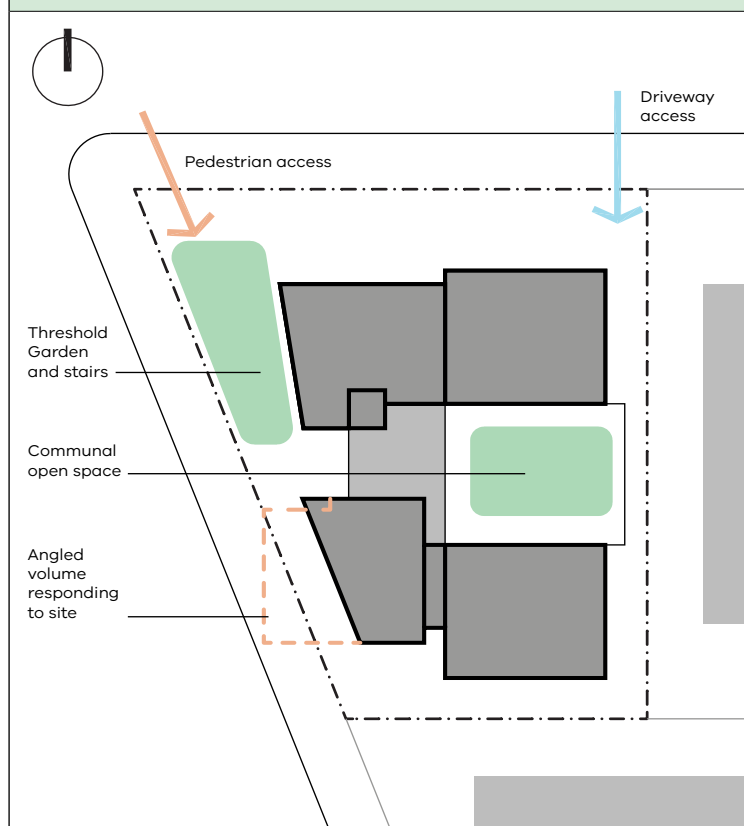 Driveway
access
Pedestrian access
Threshold
Garden
and stairs
Communal
open space
Angled
volume
responding
to site